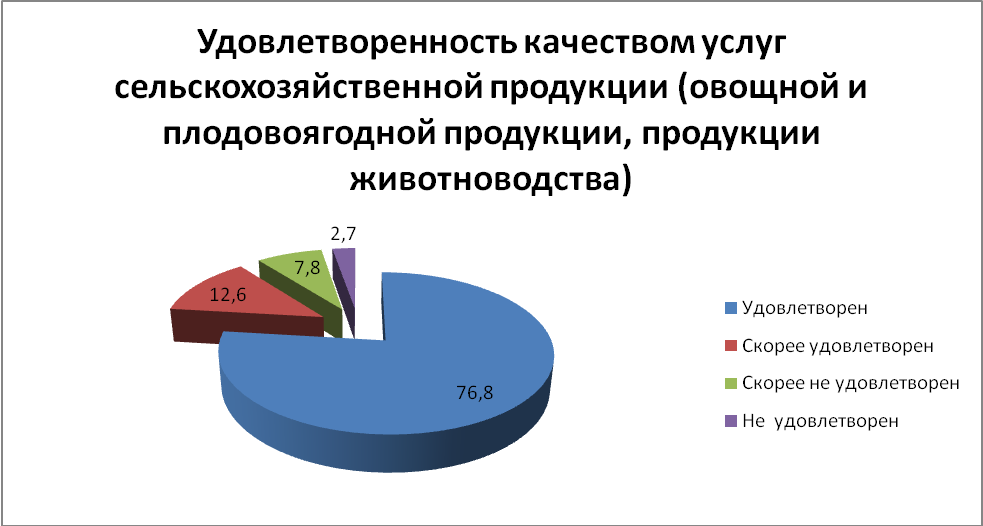 Удовлетворенность качеством услуг
сельскохозяйственной продукции (овощной и
плодовоягодной продукции, продукции
животноводства)
2,7
7,8
12,6
76,8
Удовлетворен
Скорее удовлетворен
Скорее не удовлетворен
Не  удовлетворен